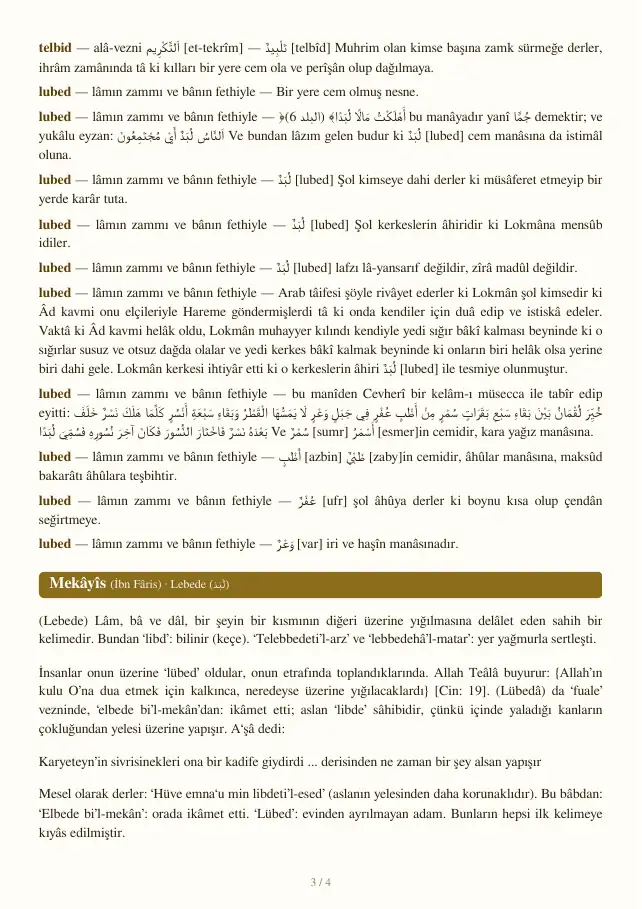 telbid — alâ-vezni اَلتَّكْرِيم [et-tekrîm] — تَلْبِيدٌ [telbîd] Muhrim olan kimse başına zamk sürmeğe derler,
ihrâm zamânında tâ ki kılları bir yere cem ola ve perîşân olup dağılmaya.
lubed — lâmın zammı ve bânın fethiyle — Bir yere cem olmuş nesne.
lubed — lâmın zammı ve bânın fethiyle — ﴿أَهْلَكْتُ مَالًا لُبَدًا﴾ (البلد 6) bu manâyadır yanî جُمًّا demektir; ve
yukâlu eyzan: اَلنَّاسُ لُبَدٌ أَيْ مُجْتَمِعُونَ Ve bundan lâzım gelen budur ki لُبَدٌ [lubed] cem manâsına da istimâl
oluna.
lubed — lâmın zammı ve bânın fethiyle — لُبَدٌ [lubed] Şol kimseye dahi derler ki müsâferet etmeyip bir
yerde karâr tuta.
lubed — lâmın zammı ve bânın fethiyle — لُبَدٌ [lubed] Şol kerkeslerin âhiridir ki Lokmâna mensûb
idiler.
lubed — lâmın zammı ve bânın fethiyle — لُبَدٌ [lubed] lafzı lâ-yansarıf değildir, zîrâ madûl değildir.
lubed — lâmın zammı ve bânın fethiyle — Arab tâifesi şöyle rivâyet ederler ki Lokmân şol kimsedir ki
Âd kavmi onu elçileriyle Hareme göndermişlerdi tâ ki onda kendiler için duâ edip ve istiskâ edeler.
Vaktâ ki Âd kavmi helâk oldu, Lokmân muhayyer kılındı kendiyle yedi sığır bâkî kalması beyninde ki o
sığırlar susuz ve otsuz dağda olalar ve yedi kerkes bâkî kalmak beyninde ki onların biri helâk olsa yerine
biri dahi gele. Lokmân kerkesi ihtiyâr etti ki o kerkeslerin âhiri لُبَدٌ [lubed] ile tesmiye olunmuştur.
lubed — lâmın zammı ve bânın fethiyle — bu manîden Cevherî bir kelâm-ı müsecca ile tabîr edip
eyitti: خُيِّرَ لُقْمَانُ بَيْنَ بَقَاءِ سَبْعِ بَقَرَاتٍ سُمْرٍ مِنْ أَظْبٍ عُفْرٍ فِي جَبَلٍ وَعْرٍ لَا يَمَسُّهَا الْقَطْرُ وَبَقَاءِ سَبْعَةِ أَنْسُرٍ كُلَّمَا هَلَكَ نَسْرٌ خَلَفَ
بَعْدَهُ نَسْرٌ فَاخْتَارَ النُّسُورَ فَكَانَ آخِرَ نُسُورِهِ فَسُمِّيَ لُبَدًا Ve سُمْرٌ [sumr] أَسْمَرُ [esmer]in cemidir, kara yağız manâsına.
lubed — lâmın zammı ve bânın fethiyle — أَظْبٍ [azbin] ظَبْيٌ [zaby]in cemidir, âhûlar manâsına, maksûd
bakarâtı âhûlara teşbihtir.
lubed — lâmın zammı ve bânın fethiyle — عُفْرٌ [ufr] şol âhûya derler ki boynu kısa olup çendân
seğirtmeye.
lubed — lâmın zammı ve bânın fethiyle — وَعْرٌ [var] iri ve haşîn manâsınadır.
Mekâyîs (İbn Fâris) · Lebede (لَبَدَ)
(Lebede) Lâm, bâ ve dâl, bir şeyin bir kısmının diğeri üzerine yığılmasına delâlet eden sahih bir
kelimedir. Bundan ‘libd’: bilinir (keçe). ‘Telebbedeti’l-arz’ ve ‘lebbedehâ’l-matar’: yer yağmurla sertleşti.
İnsanlar onun üzerine ‘lübed’ oldular, onun etrafında toplandıklarında. Allah Teâlâ buyurur: {Allah’ın
kulu O’na dua etmek için kalkınca, neredeyse üzerine yığılacaklardı} [Cin: 19]. (Lübedâ) da ‘fuale’
vezninde, ‘elbede bi’l-mekân’dan: ikâmet etti; aslan ‘libde’ sâhibidir, çünkü içinde yaladığı kanların
çokluğundan yelesi üzerine yapışır. A‘şâ dedi:
Karyeteyn’in sivrisinekleri ona bir kadife giydirdi ... derisinden ne zaman bir şey alsan yapışır
Mesel olarak derler: ‘Hüve emna‘u min libdeti’l-esed’ (aslanın yelesinden daha korunaklıdır). Bu bâbdan:
‘Elbede bi’l-mekân’: orada ikâmet etti. ‘Lübed’: evinden ayrılmayan adam. Bunların hepsi ilk kelimeye
kıyâs edilmiştir.
3 / 4